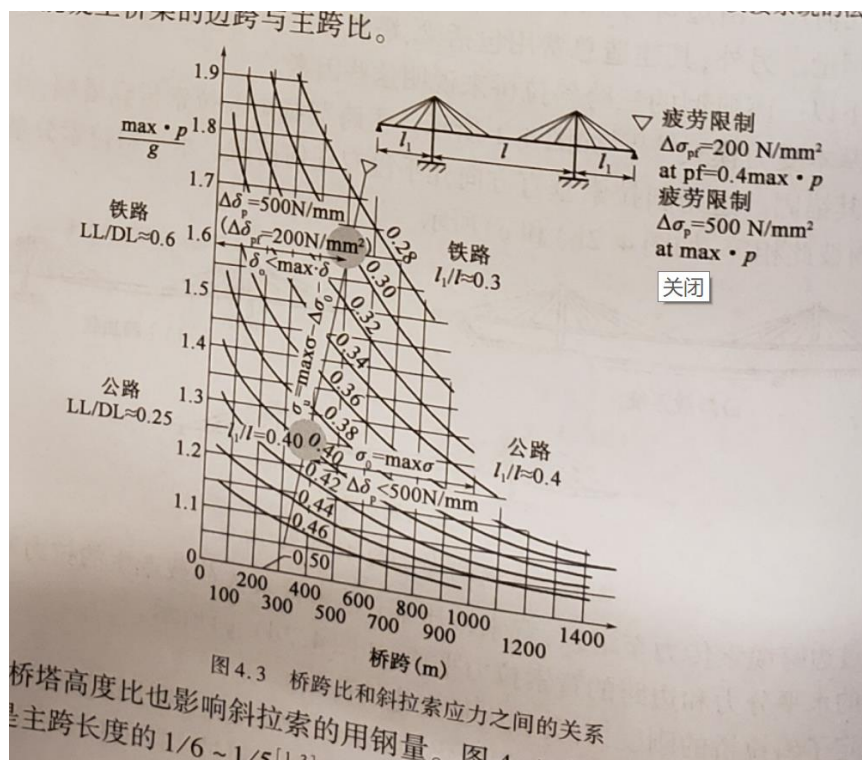 桥梁的边跨与主跨比。
max·p
g
1.9
1.8
1.7
1.6
1.5
1.4
1.3
1.2
1.1
0
铁路
LL/DL≈0.6
公路
LL/DL≈0.25
l₁
l
l₁
▽ 疲劳限制
Δσpf=200 N/mm²
at pf=0.4max·p
疲劳限制
Δσp=500 N/mm²
at max·p
关闭
Δδp=500N/mm
(Δδpf=200N/mm²)
δ₀<max·δ
铁路
l₁/l≈0.3
0.28
0.30
0.32
0.34
0.36
0.38
l₁/l=0.40 0.40
0.42
0.44
0.46
0.50
σu=maxσ-Δσ₀
σ₀=maxσ
Δδp<500N/mm
公路
l₁/l≈0.4
0 100 200 300 400 500 600 700 800 900 1000 1200 1400
桥跨(m)
图4.3 桥跨比和斜拉索应力之间的关系
桥塔高度比也影响斜拉索的用钢量。图4
是主跨长度的1/6~1/5